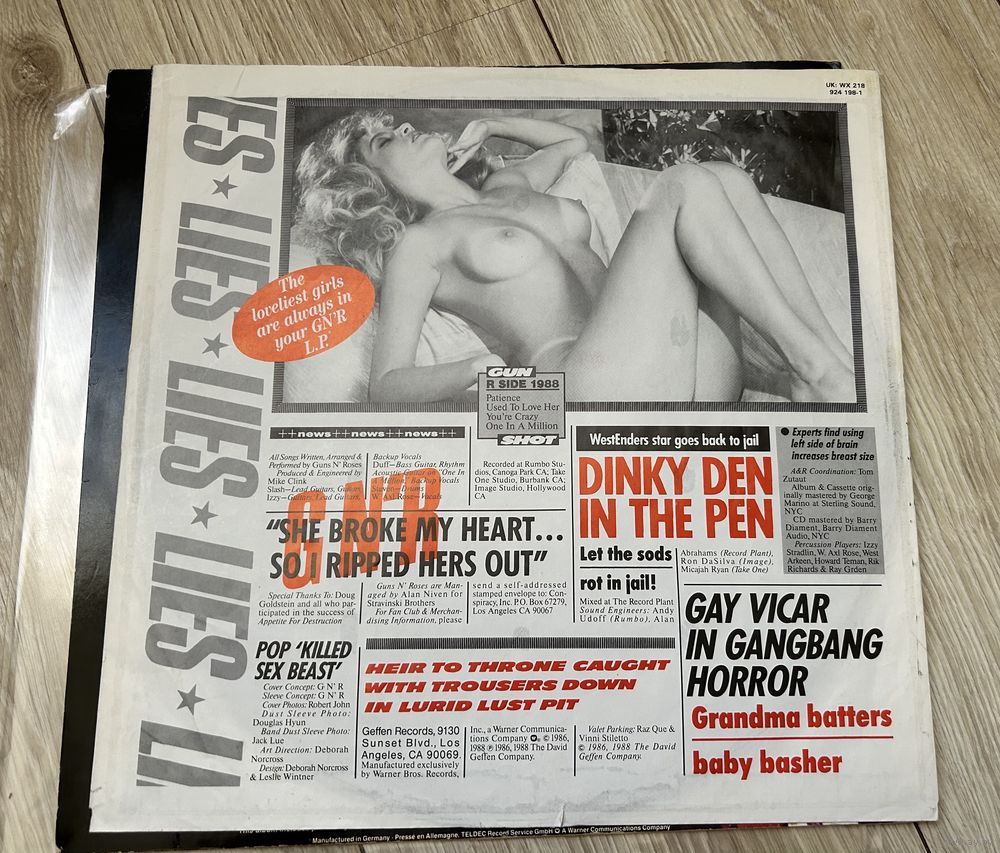 UK: WX 218
924 198-1
IES ★ LIES ★ LIES ★ LIES ★ LI
The
loveliest girls
are always in
your GN'R
L.P.
GUN
R SIDE 1988
Patience
Used To Love Her
You're Crazy
One In A Million
SHOT
++news++news++news++
All Songs Written, Arranged &
Performed by Guns N' Roses
Produced & Engineered by
Mike Clink
Slash—Lead Guitars,
Izzy—Guitars, Lead Guitars,
Backup Vocals
Duff—Bass Guitar, Rhythm
Acoustic Guitar on "One In
A Million," Backup Vocals
Steven—Drums
W. Axl Rose—Vocals
Recorded at Rumbo Stu-
dios, Canoga Park CA; Take
One Studio, Burbank CA;
Image Studio, Hollywood
CA
GN'R
"SHE BROKE MY HEART...
SO I RIPPED HERS OUT"
Special Thanks To: Doug
Goldstein and all who par-
ticipated in the success of
Appetite For Destruction
Guns N' Roses are Man-
aged by Alan Niven for
Stravinski Brothers
For Fan Club & Merchan-
dising Information, please
send a self-addressed
stamped envelope to: Con-
spiracy, Inc. P.O. Box 67279,
Los Angeles CA 90067
WestEnders star goes back to jail
DINKY DEN
IN THE PEN
Let the sods
rot in jail!
Mixed at The Record Plant
Sound Engineers: Andy
Udoff (Rumbo), Alan
Abrahams (Record Plant),
Ron DaSilva (Image),
Micajah Ryan (Take One)
● Experts find using
left side of brain
increases breast size
A&R Coordination: Tom
Zutaut
Album & Cassette orig-
inally mastered by George
Marino at Sterling Sound,
NYC
CD mastered by Barry
Diament, Barry Diament
Audio, NYC
Percussion Players: Izzy
Stradlin, W. Axl Rose, West
Arkeen, Howard Teman, Rik
Richards & Ray Grden
POP 'KILLED
SEX BEAST'
Cover Concept: G N' R
Sleeve Concept: G N' R
Cover Photos: Robert John
Dust Sleeve Photo:
Douglas Hyun
Band Dust Sleeve Photo:
Jack Lue
Art Direction: Deborah
Norcross
Design: Deborah Norcross
& Leslie Wintner
HEIR TO THRONE CAUGHT
WITH TROUSERS DOWN
IN LURID LUST PIT
Geffen Records, 9130
Sunset Blvd., Los
Angeles, CA 90069.
Manufactured exclusively
by Warner Bros. Records,
Inc., a Warner Communica-
tions Company © 1986,
1988 ℗ 1986, 1988 The David
Geffen Company.
Valet Parking: Raz Que &
Vinni Stiletto
© 1986, 1988 The David
Geffen Company.
GAY VICAR
IN GANGBANG
HORROR
Grandma batters
baby basher
Manufactured in Germany · Presse en Allemagne. TELDEC Record Service GmbH A Warner Communications Company